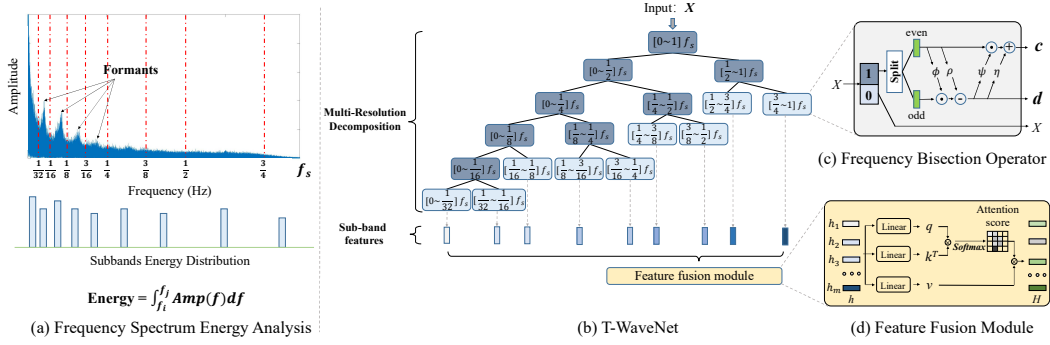 Amplitude
Formants
1/32 1/16 1/8 3/16 1/4 3/8 1/2 3/4 f_s
Frequency (Hz)
Subbands Energy Distribution
Energy = ∫_{f_i}^{f_j} Amp(f)df
(a) Frequency Spectrum Energy Analysis
Input: X
Multi-Resolution
Decomposition
[0~1] f_s
[0~1/2] f_s [1/2~1] f_s
[0~1/4] f_s [1/4~1/2] f_s [1/2~3/4] f_s [3/4~1] f_s
[0~1/8] f_s [1/8~1/4] f_s [1/4~3/8] f_s [3/8~1/2] f_s
[0~1/16] f_s [1/16~1/8] f_s [1/8~3/16] f_s [3/16~1/4] f_s
[0~1/32] f_s [1/32~1/16] f_s
Sub-band
features
Feature fusion module
(b) T-WaveNet
X 1 0 Split even odd ϕ ρ ψ η c d X
(c) Frequency Bisection Operator
h_1 Linear q Attention
score
h_2 Softmax
h_3 Linear k^T
h_m Linear v
h H
(d) Feature Fusion Module